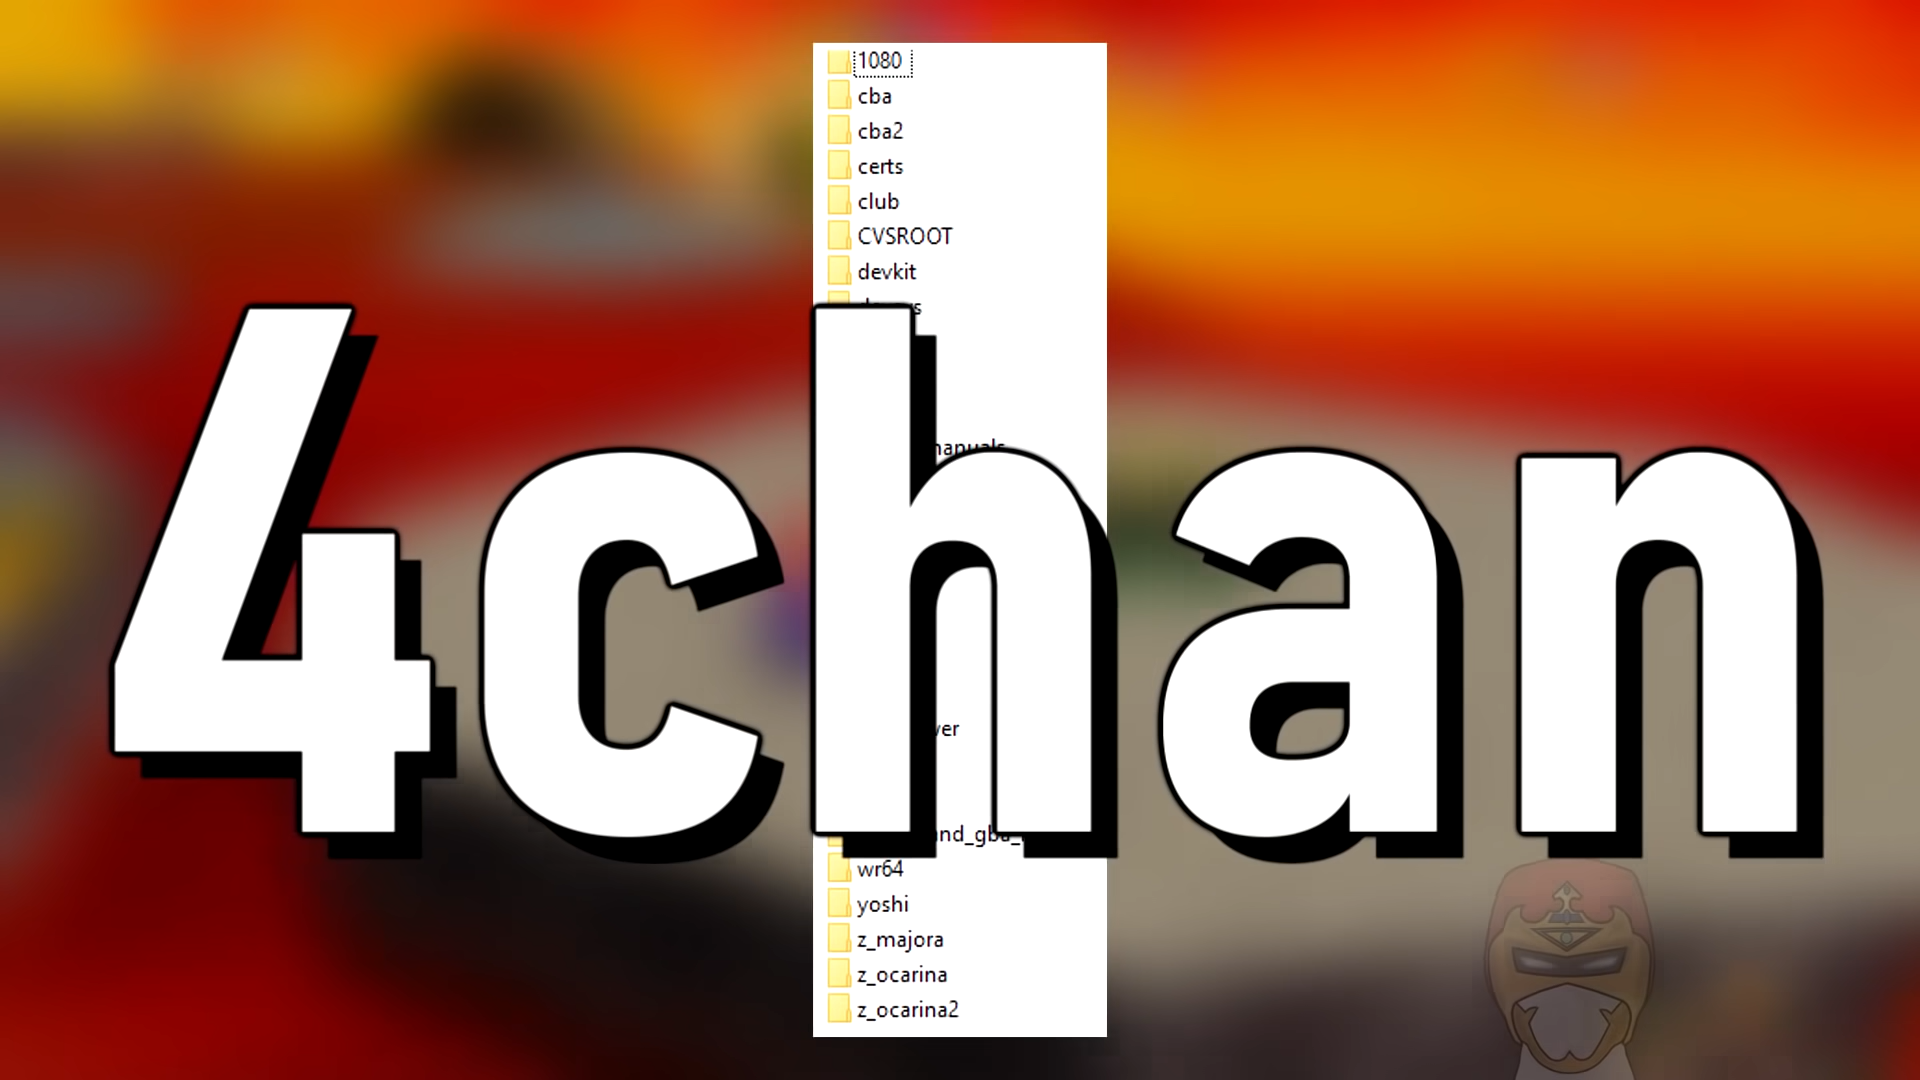 1080
cba
cba2
certs
club
CVSROOT
devkit
4chan
wr64
yoshi
z_majora
z_ocarina
z_ocarina2